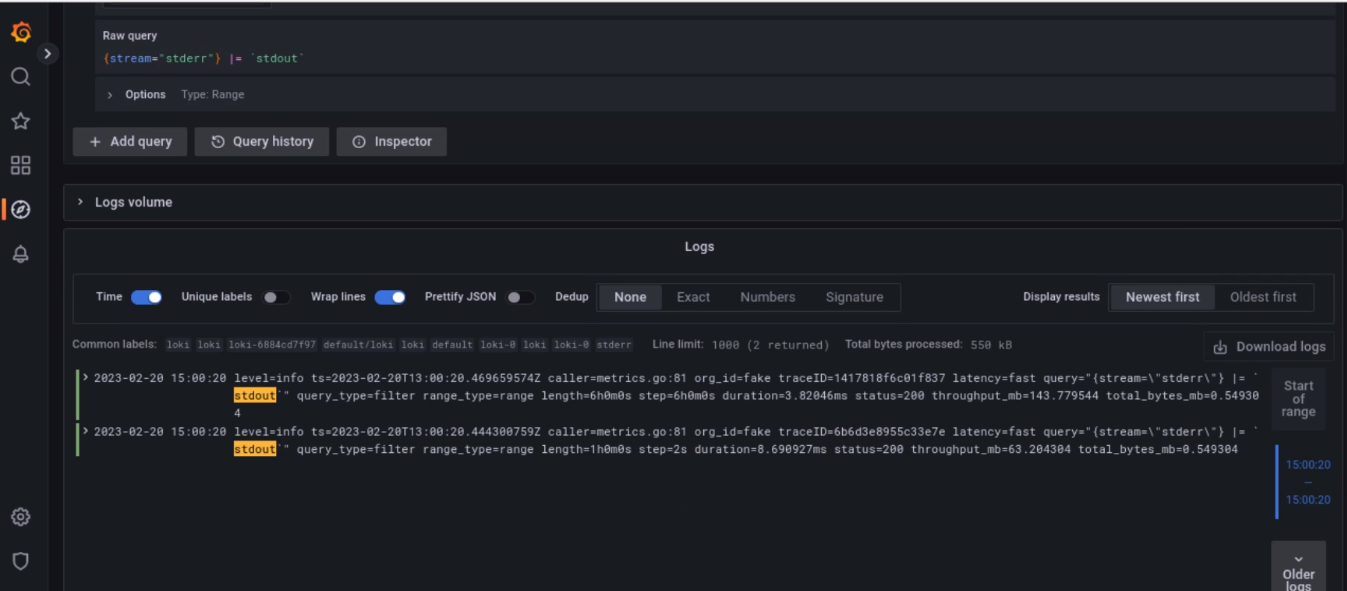 Raw query
{stream="stderr"} |= `stdout`
Options Type: Range
+ Add query
Query history
Inspector
Logs volume
Logs
Time Unique labels Wrap lines Prettify JSON Dedup None Exact Numbers Signature Display results Newest first Oldest first
Common labels: loki loki loki-6884cd7f97 default/loki loki default loki-0 loki loki-0 stderr Line limit: 1000 (2 returned) Total bytes processed: 550 kB
Download logs
2023-02-20 15:00:20 level=info ts=2023-02-20T13:00:20.469659574Z caller=metrics.go:81 org_id=fake traceID=1417818f6c01f837 latency=fast query="{stream=\"stderr\"} |= `
stdout`" query_type=filter range_type=range length=6h0m0s step=6h0m0s duration=3.82046ms status=200 throughput_mb=143.779544 total_bytes_mb=0.54930
4
2023-02-20 15:00:20 level=info ts=2023-02-20T13:00:20.444300759Z caller=metrics.go:81 org_id=fake traceID=6b6d3e8955c33e7e latency=fast query="{stream=\"stderr\"} |= `
stdout`" query_type=filter range_type=range length=1h0m0s step=2s duration=8.690927ms status=200 throughput_mb=63.204304 total_bytes_mb=0.549304
Start
of
range
15:00:20
—
15:00:20
Older
logs